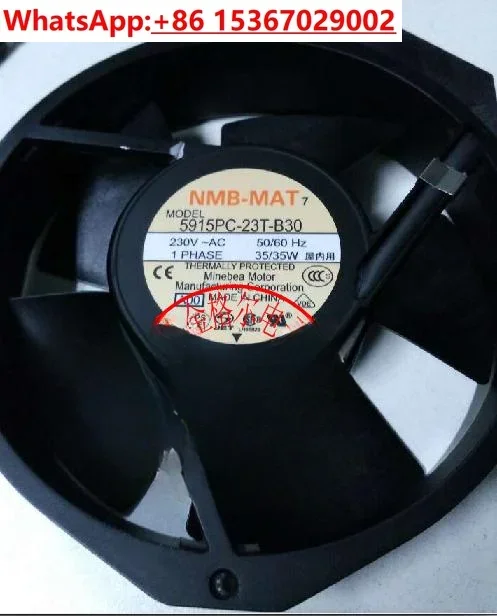 WhatsApp:+86 15367029002
NMB-MAT 7
MODEL
5915PC-23T-B30
230V ~AC 50/60 Hz
1 PHASE 35/35W 屋内用
THERMALLY PROTECTED
Minebea Motor
Manufacturing Corporation
MADE IN CHINA